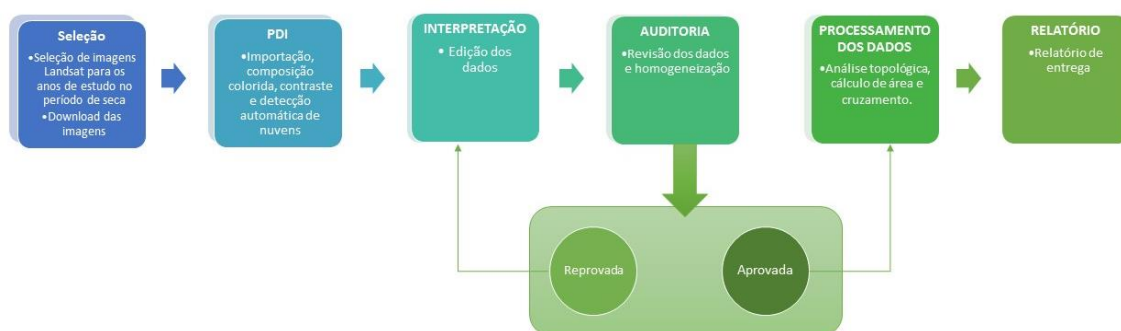 Seleção
•Seleção de imagens
Landsat para os
anos de estudo no
período de seca
•Download das
imagens
PDI
•Importação,
composição
colorida, contraste
e detecção
automática de
nuvens
INTERPRETAÇÃO
• Edição dos
dados
AUDITORIA
•Revisão dos dados
e homogeneização
PROCESSAMENTO
DOS DADOS
•Análise topológica,
cálculo de área e
cruzamento.
RELATÓRIO
•Relatório de
entrega
Reprovada
Aprovada